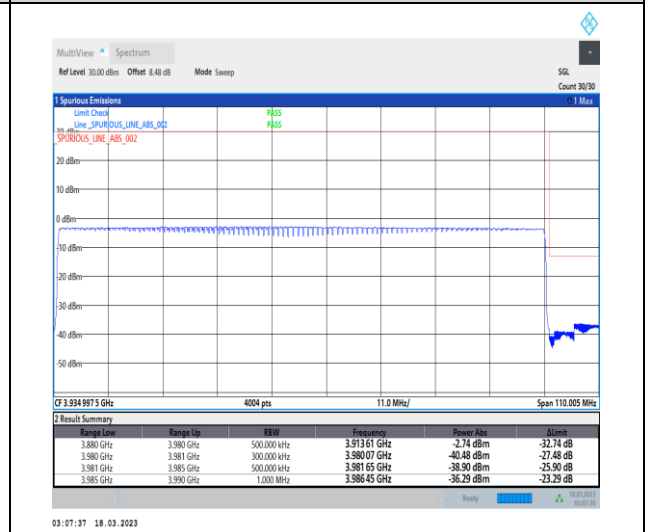 MultiView Spectrum
Ref Level 30.00 dBm Offset 8.48 dB Mode Sweep SGL
Count 30/30
1 Spurious Emissions 1 Max
Limit Check PASS
Line _SPURIOUS_LINE_ABS_002 PASS
_SPURIOUS_LINE_ABS_002
20 dBm
10 dBm
0 dBm
-10 dBm
-20 dBm
-30 dBm
-40 dBm
-50 dBm
CF 3.934 997 5 GHz 4004 pts 11.0 MHz/ Span 110.005 MHz
2 Result Summary
Range Low Range Up RBW Frequency Power Abs ΔLimit
3.880 GHz 3.980 GHz 500.000 kHz 3.913 61 GHz -2.74 dBm -32.74 dB
3.980 GHz 3.981 GHz 300.000 kHz 3.980 07 GHz -40.48 dBm -27.48 dB
3.981 GHz 3.985 GHz 500.000 kHz 3.981 65 GHz -38.90 dBm -25.90 dB
3.985 GHz 3.990 GHz 1.000 MHz 3.986 45 GHz -36.29 dBm -23.29 dB
Ready 18.03.2023
03:07:38
03:07:37 18.03.2023